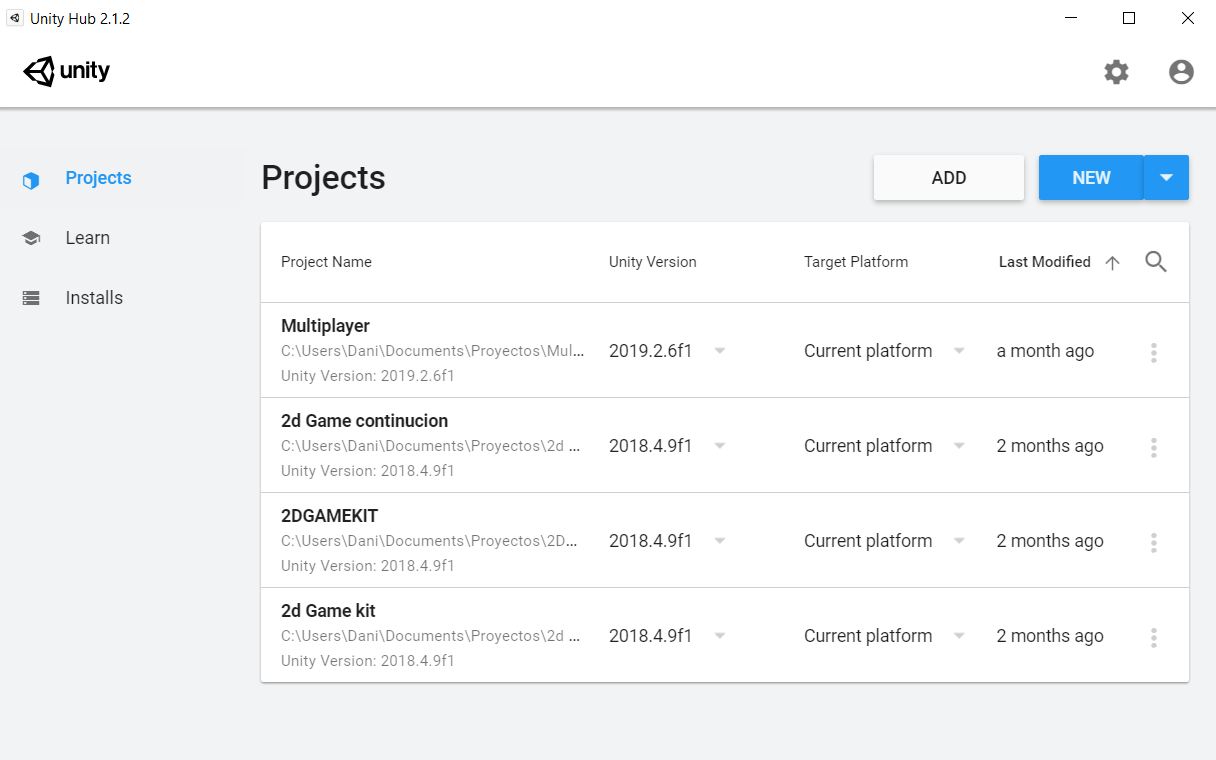 Unity Hub 2.1.2
unity
Projects
Learn
Installs
Projects
ADD
NEW
Project Name Unity Version Target Platform Last Modified
Multiplayer
C:\Users\Dani\Documents\Proyectos\Mul...
Unity Version: 2019.2.6f1
2019.2.6f1 Current platform a month ago
2d Game continucion
C:\Users\Dani\Documents\Proyectos\2d ...
Unity Version: 2018.4.9f1
2018.4.9f1 Current platform 2 months ago
2DGAMEKIT
C:\Users\Dani\Documents\Proyectos\2D...
Unity Version: 2018.4.9f1
2018.4.9f1 Current platform 2 months ago
2d Game kit
C:\Users\Dani\Documents\Proyectos\2d ...
Unity Version: 2018.4.9f1
2018.4.9f1 Current platform 2 months ago